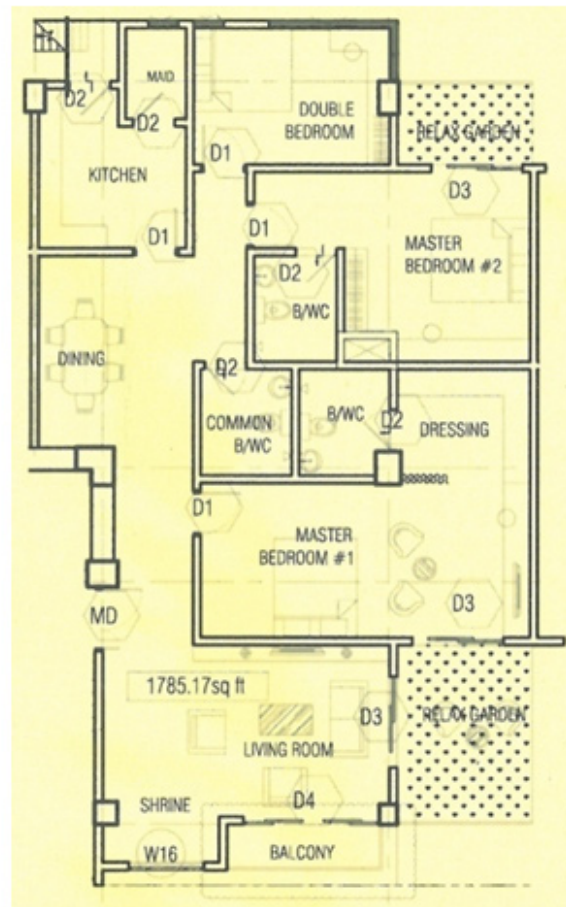 MAID
D2
D2
DOUBLE
BEDROOM
RELAX GARDEN
D1
KITCHEN
D3
D1
D1
MASTER
BEDROOM #2
D2
B/WC
DINING
D2
COMMON
B/WC
B/WC
D2
DRESSING
D1
MASTER
BEDROOM #1
D3
MD
1785.17sq ft
D3
RELAX GARDEN
LIVING ROOM
SHRINE
D4
W16
BALCONY